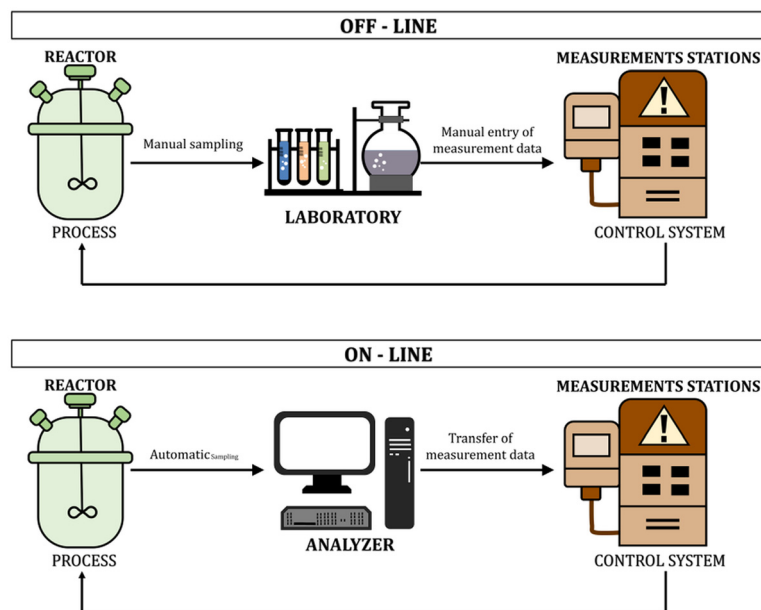 OFF - LINE
REACTOR
MEASUREMENTS STATIONS
Manual sampling
Manual entry of
measurement data
LABORATORY
PROCESS
CONTROL SYSTEM
ON - LINE
REACTOR
MEASUREMENTS STATIONS
Automatic Sampling
Transfer of
measurement data
ANALYZER
PROCESS
CONTROL SYSTEM